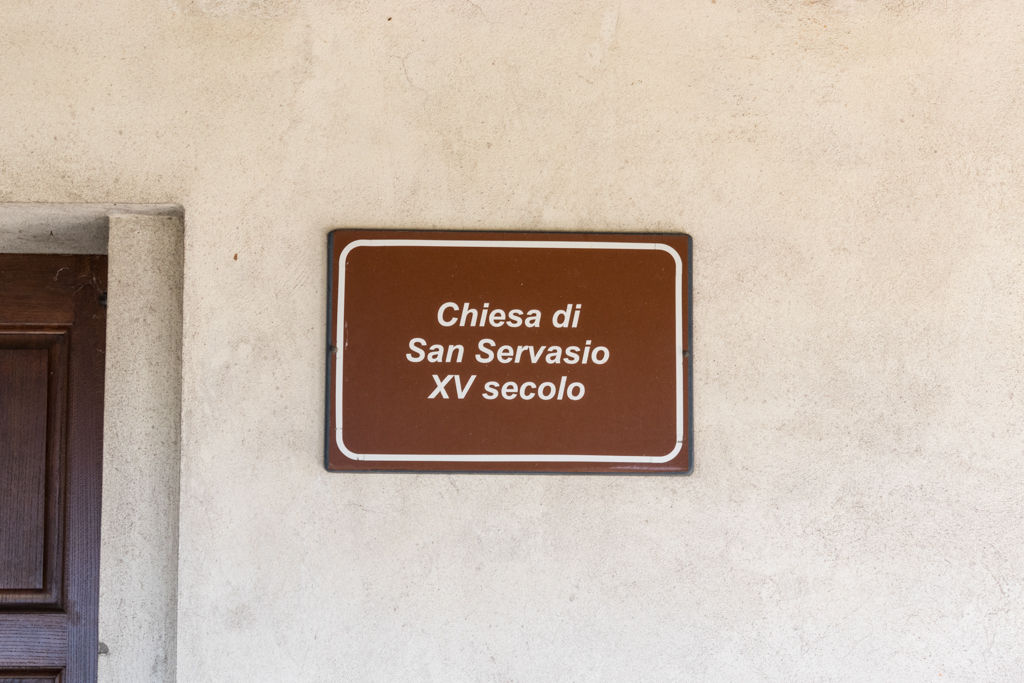 Chiesa di
San Servasio
XV secolo